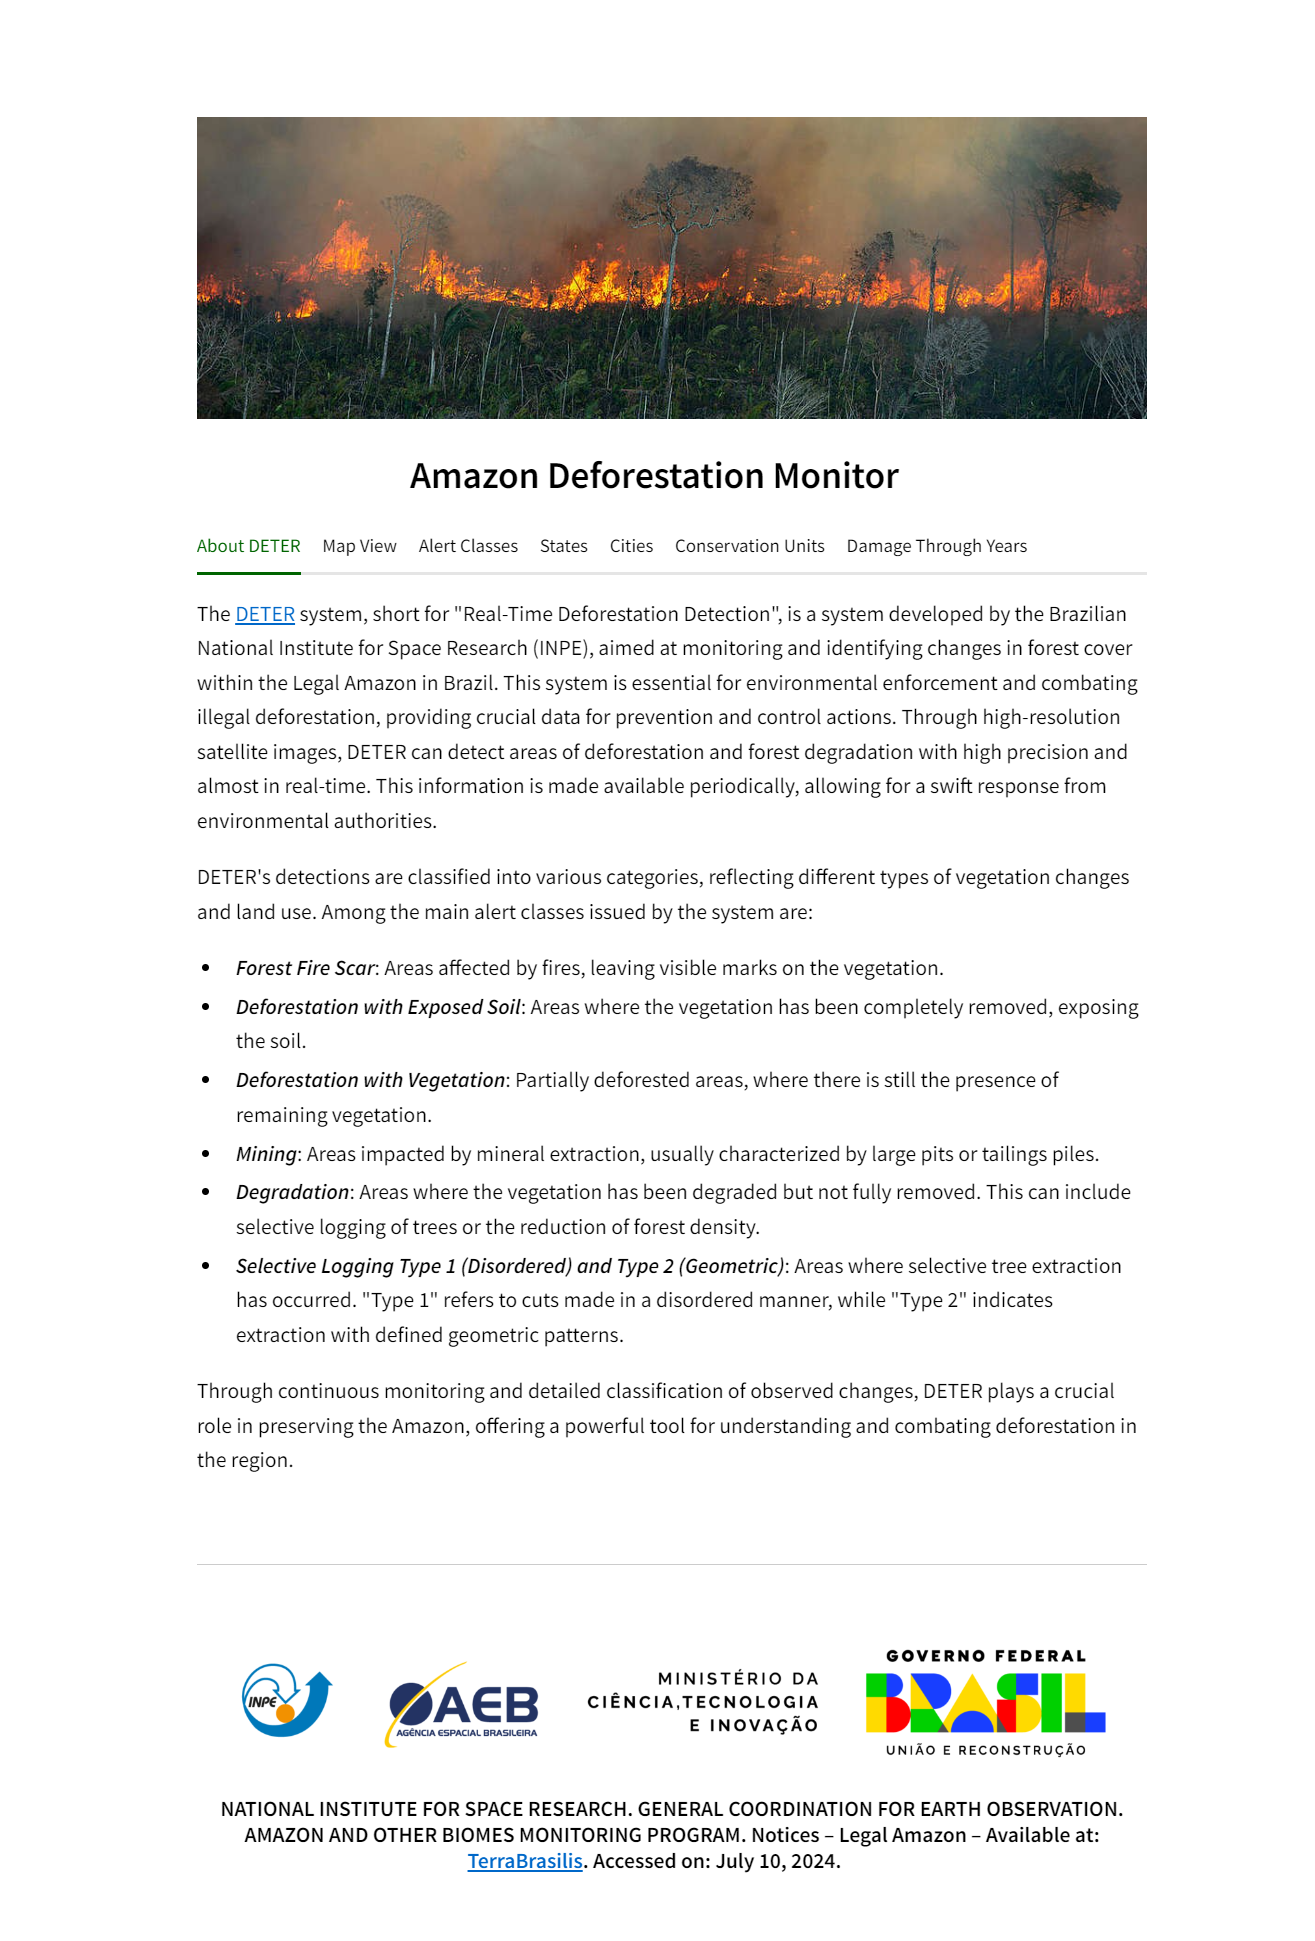 Amazon Deforestation Monitor
About DETER Map View Alert Classes States Cities Conservation Units Damage Through Years
The DETER system, short for "Real-Time Deforestation Detection", is a system developed by the Brazilian
National Institute for Space Research (INPE), aimed at monitoring and identifying changes in forest cover
within the Legal Amazon in Brazil. This system is essential for environmental enforcement and combating
illegal deforestation, providing crucial data for prevention and control actions. Through high-resolution
satellite images, DETER can detect areas of deforestation and forest degradation with high precision and
almost in real-time. This information is made available periodically, allowing for a swift response from
environmental authorities.
DETER's detections are classified into various categories, reflecting different types of vegetation changes
and land use. Among the main alert classes issued by the system are:
• Forest Fire Scar: Areas affected by fires, leaving visible marks on the vegetation.
• Deforestation with Exposed Soil: Areas where the vegetation has been completely removed, exposing
the soil.
• Deforestation with Vegetation: Partially deforested areas, where there is still the presence of
remaining vegetation.
• Mining: Areas impacted by mineral extraction, usually characterized by large pits or tailings piles.
• Degradation: Areas where the vegetation has been degraded but not fully removed. This can include
selective logging of trees or the reduction of forest density.
• Selective Logging Type 1 (Disordered) and Type 2 (Geometric): Areas where selective tree extraction
has occurred. "Type 1" refers to cuts made in a disordered manner, while "Type 2" indicates
extraction with defined geometric patterns.
Through continuous monitoring and detailed classification of observed changes, DETER plays a crucial
role in preserving the Amazon, offering a powerful tool for understanding and combating deforestation in
the region.
INPE
AEB
AGÊNCIA ESPACIAL BRASILEIRA
MINISTÉRIO DA
CIÊNCIA, TECNOLOGIA
E INOVAÇÃO
GOVERNO FEDERAL
BRASIL
UNIÃO E RECONSTRUÇÃO
NATIONAL INSTITUTE FOR SPACE RESEARCH. GENERAL COORDINATION FOR EARTH OBSERVATION.
AMAZON AND OTHER BIOMES MONITORING PROGRAM. Notices – Legal Amazon – Available at:
TerraBrasilis. Accessed on: July 10, 2024.